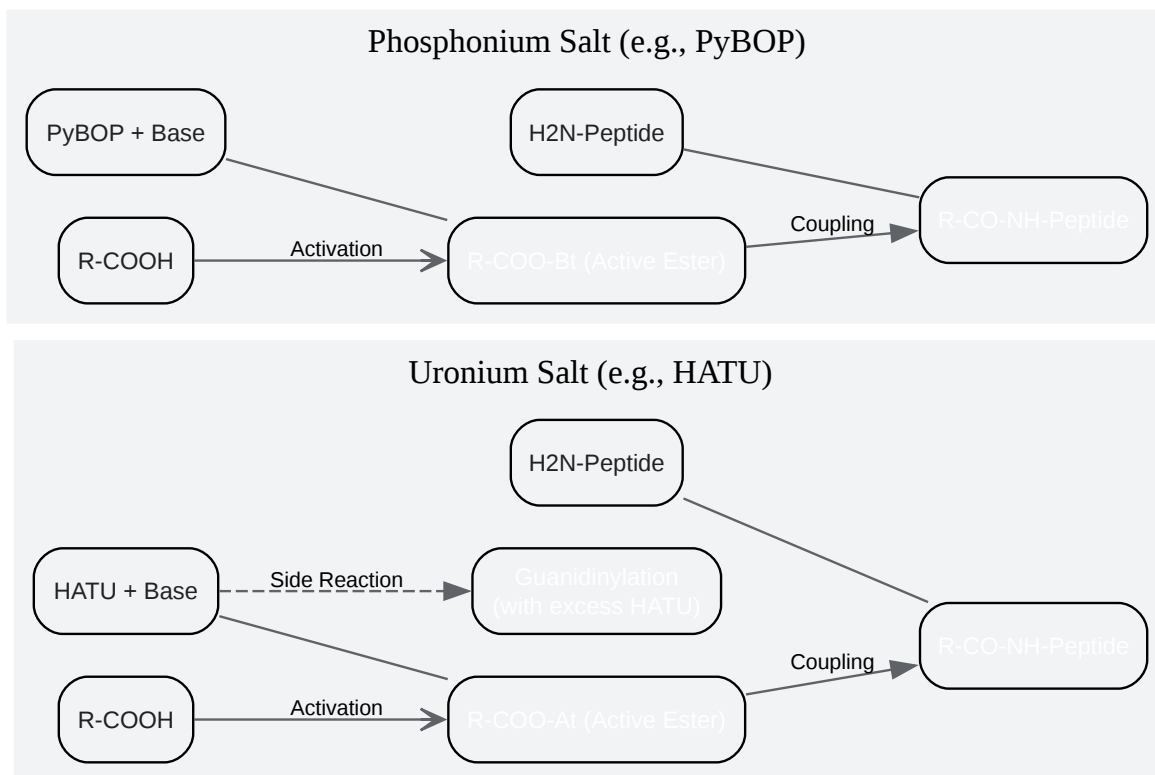 Phosphonium Salt (e.g., PyBOP)
PyBOP + Base
H2N-Peptide
R-CO-NH-Peptide
Coupling
R-COOH
Activation
R-COO-Bt (Active Ester)
Uronium Salt (e.g., HATU)
H2N-Peptide
HATU + Base
Side Reaction
Guanidinylation
(with excess HATU)
R-CO-NH-Peptide
Coupling
R-COOH
Activation
R-COO-At (Active Ester)